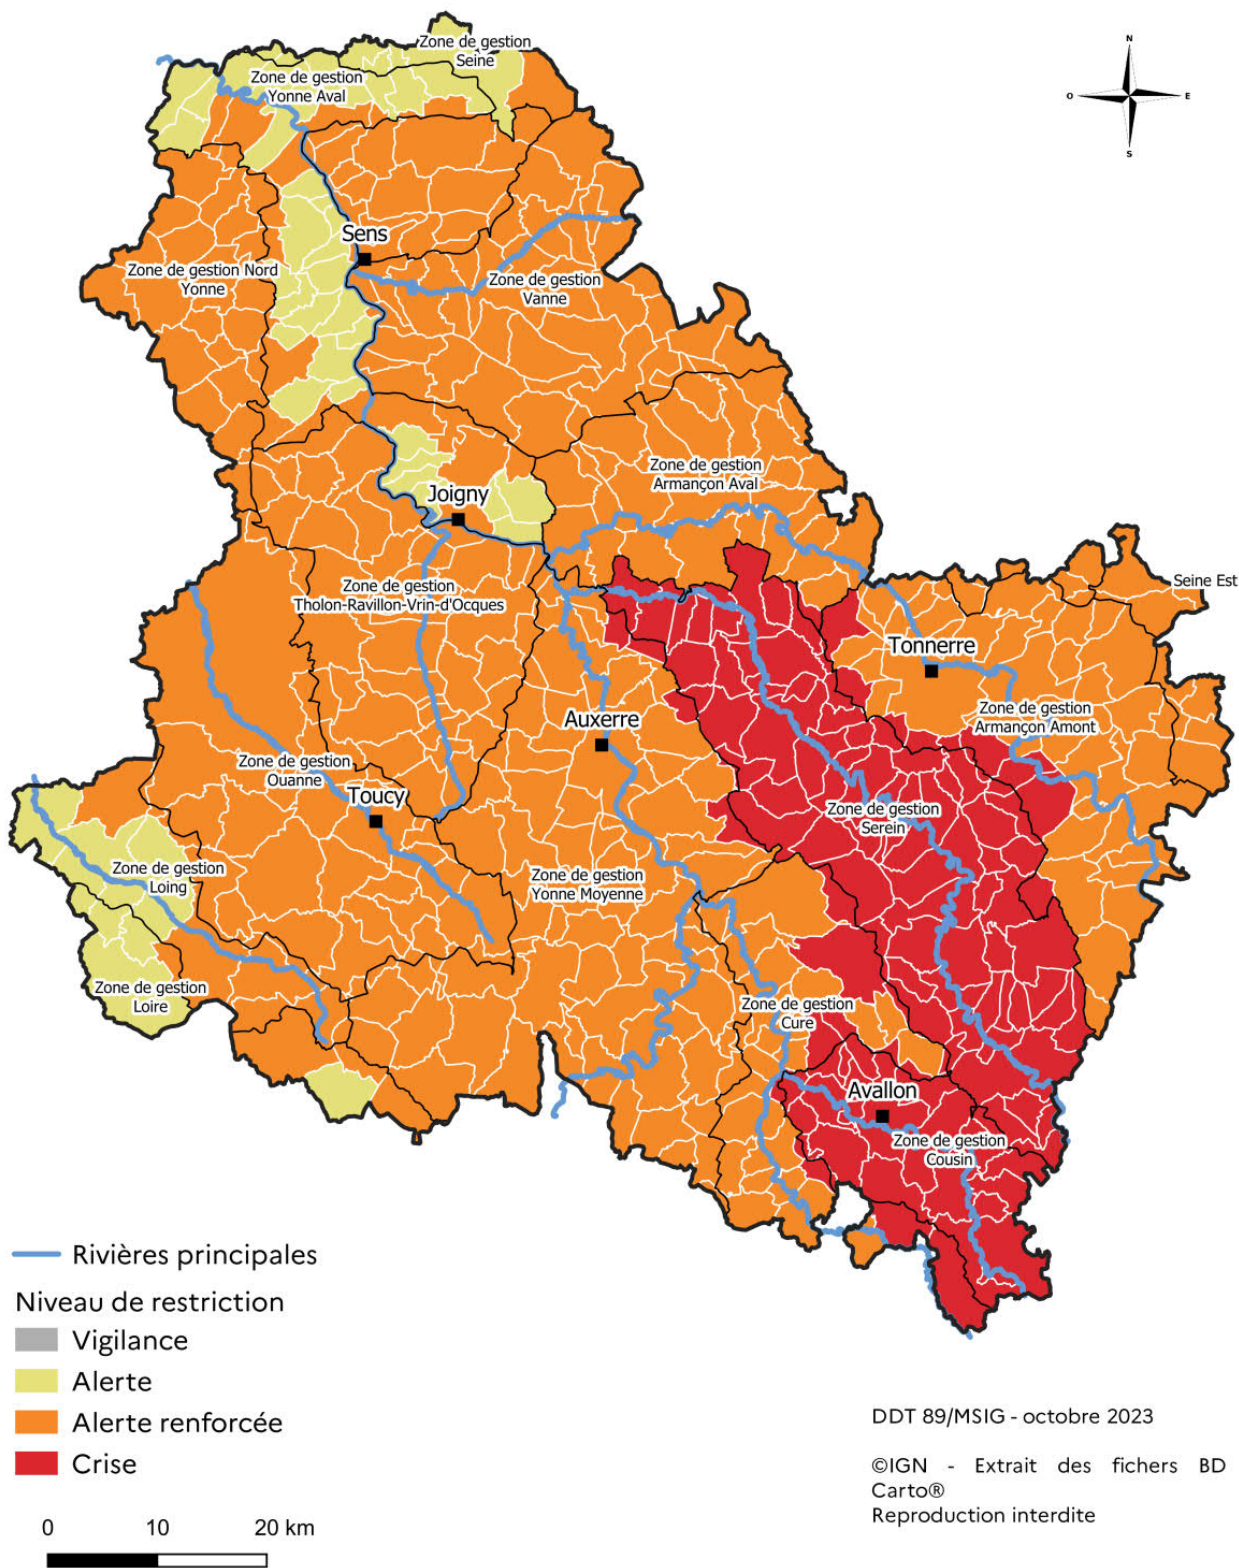 N
O
E
S
Zone de gestion
Seine
Zone de gestion
Yonne Aval
Sens
Zone de gestion Nord
Yonne
Zone de gestion
Vanne
Zone de gestion
Armançon Aval
Joigny
Seine Est
Zone de gestion
Tholon-Ravillon-Vrin-d'Ocques
Tonnerre
Auxerre
Zone de gestion
Armançon Amont
Zone de gestion
Ouanne
Toucy
Zone de gestion
Serein
Zone de gestion
Loing
Zone de gestion
Yonne Moyenne
Zone de gestion
Loire
Zone de gestion
Cure
Avallon
Zone de gestion
Cousin
Rivières principales
Niveau de restriction
Vigilance
Alerte
Alerte renforcée
Crise
0 10 20 km
DDT 89/MSIG - octobre 2023
©IGN - Extrait des fichers BD
Carto®
Reproduction interdite